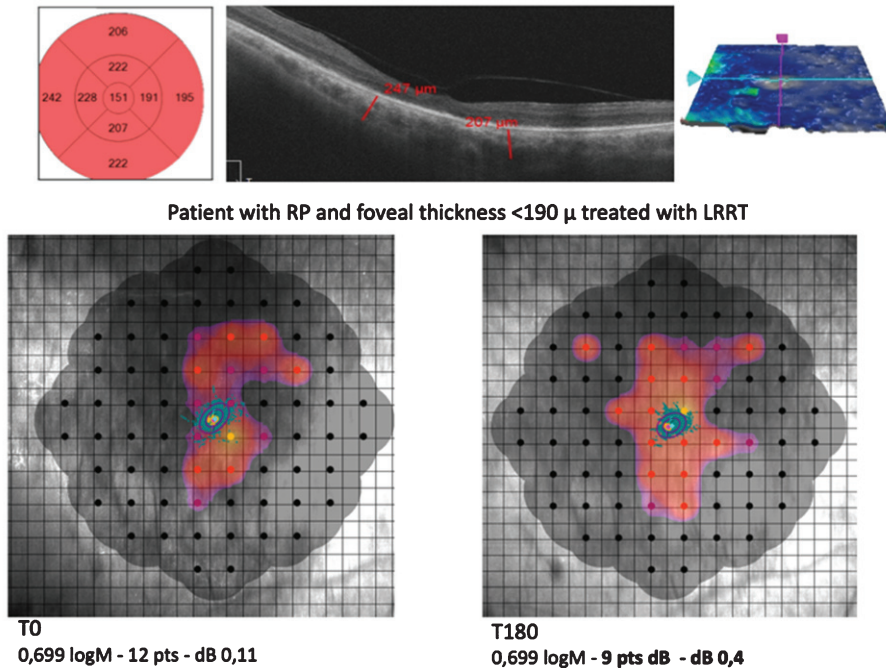 206
222
242 228 151 191 195
207
222
247 µm
207 µm
Patient with RP and foveal thickness <190 µ treated with LRRT
T0
0,699 logM - 12 pts - dB 0,11
T180
0,699 logM - 9 pts dB - dB 0,4